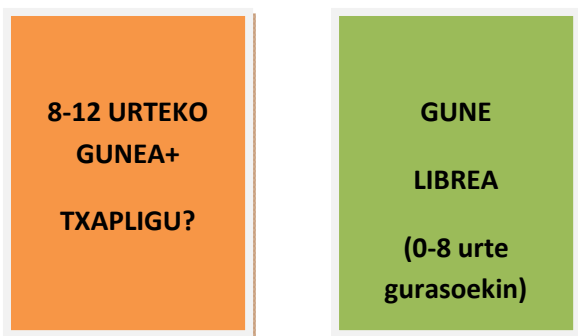 8-12 URTEKO
GUNEA+
TXAPLIGU?
GUNE
LIBREA
(0-8 urte
gurasoekin)